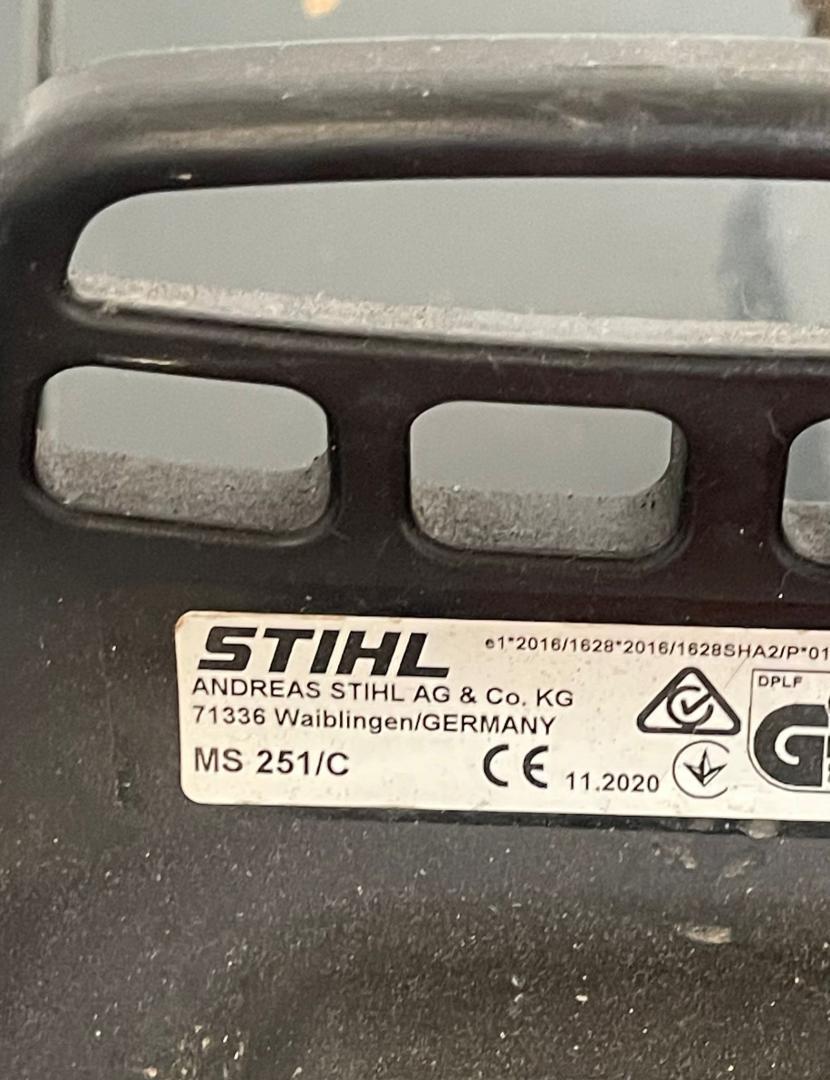 STIHL
e1*2016/1628*2016/1628SHA2/P*01
ANDREAS STIHL AG & Co. KG
71336 Waiblingen/GERMANY
DPLF
MS 251/C
CE
11.2020
G